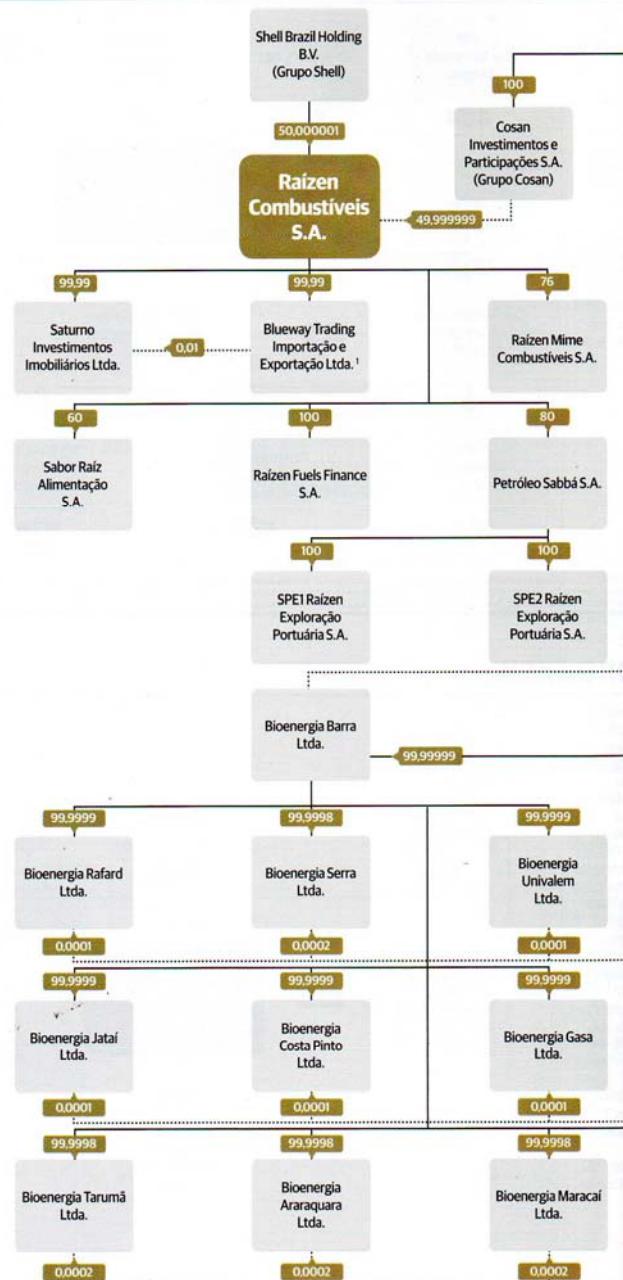 Shell Brazil Holding
B.V.
(Grupo Shell)
100
50,000001
Cosan
Investimentos e
Participações S.A.
(Grupo Cosan)
Raízen
Combustíveis
S.A.
49,999999
99,99
99,99
76
Saturno
Investimentos
Imobiliários Ltda.
0,01
Blueway Trading
Importação e
Exportação Ltda. ¹
Raízen Mime
Combustíveis S.A.
60
100
80
Sabor Raíz
Alimentação
S.A.
Raízen Fuels Finance
S.A.
Petróleo Sabbá S.A.
100
100
SPE1 Raízen
Exploração
Portuária S.A.
SPE2 Raízen
Exploração
Portuária S.A.
Bioenergia Barra
Ltda.
99,99999
99,9999
99,9998
99,9999
Bioenergia Rafard
Ltda.
Bioenergia Serra
Ltda.
Bioenergia
Univalem
Ltda.
0,0001
0,0002
0,0001
99,9999
99,9999
99,9999
Bioenergia Jataí
Ltda.
Bioenergia
Costa Pinto
Ltda.
Bioenergia Gasa
Ltda.
0,0001
0,0001
0,0001
99,9998
99,9998
99,9998
Bioenergia Tarumã
Ltda.
Bioenergia
Araraquara
Ltda.
Bioenergia Maracaí
Ltda.
0,0002
0,0002
0,0002